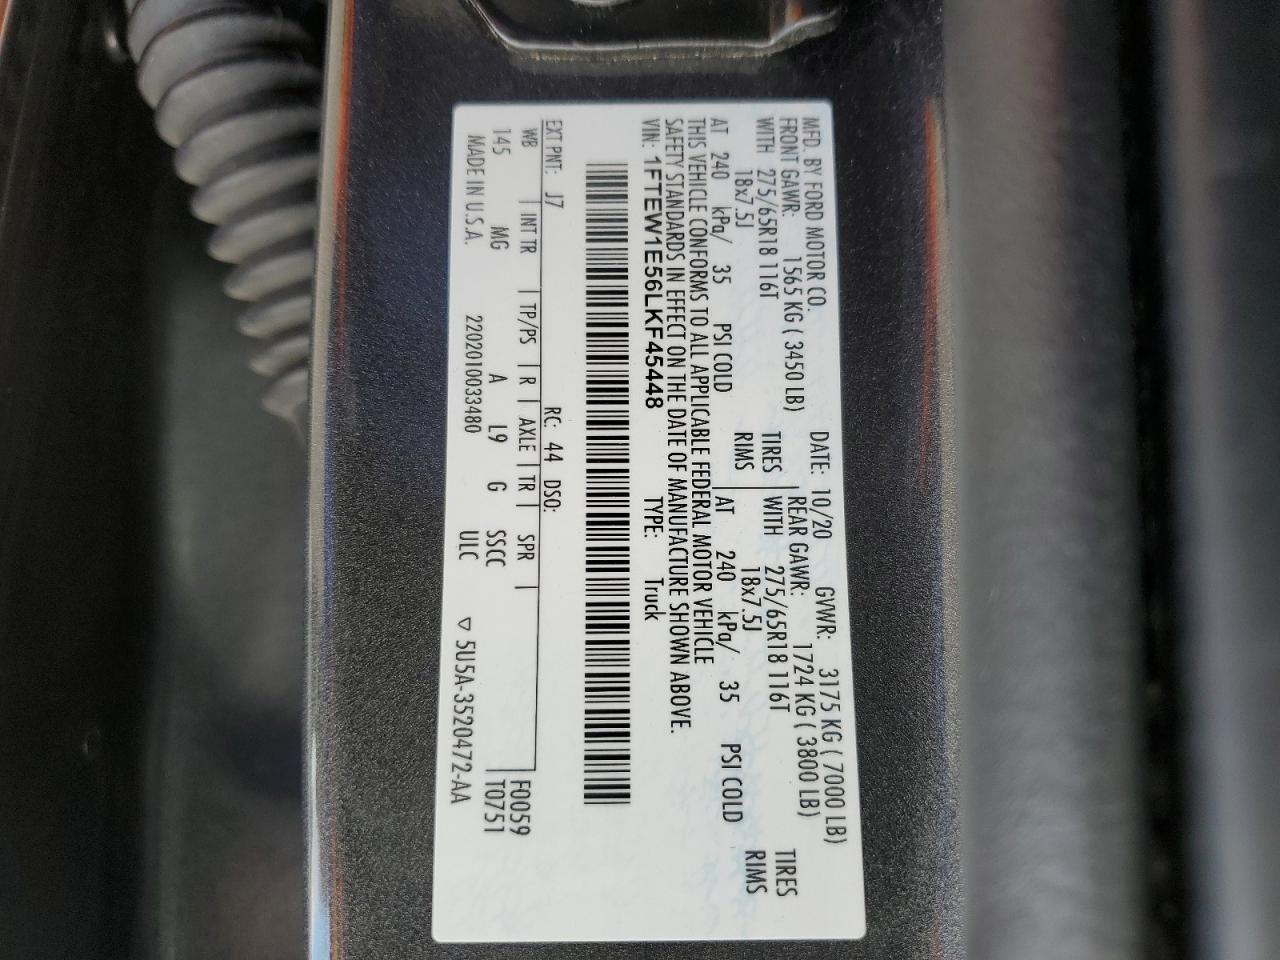 MFD. BY FORD MOTOR CO. DATE: 10/20 GVWR: 3175 KG ( 7000 LB)
FRONT GAWR: 1565 KG ( 3450 LB) REAR GAWR: 1724 KG ( 3800 LB)
WITH 275/65R18 116T TIRES WITH 275/65R18 116T TIRES
18x7.5J RIMS 18x7.5J RIMS
AT 240 kPa/ 35 PSI COLD AT 240 kPa/ 35 PSI COLD
THIS VEHICLE CONFORMS TO ALL APPLICABLE FEDERAL MOTOR VEHICLE
SAFETY STANDARDS IN EFFECT ON THE DATE OF MANUFACTURE SHOWN ABOVE.
VIN: 1FTEW1E56LKF45448 TYPE: Truck
EXT PNT: J7 RC: 44 DSO:
WB | INT TR | TP/PS | R | AXLE | TR | SPR | F0059
145 MG A L9 G SSCC T0751
MADE IN U.S.A. 2202010033480 ULC ▽ 5U5A-3520472-AA